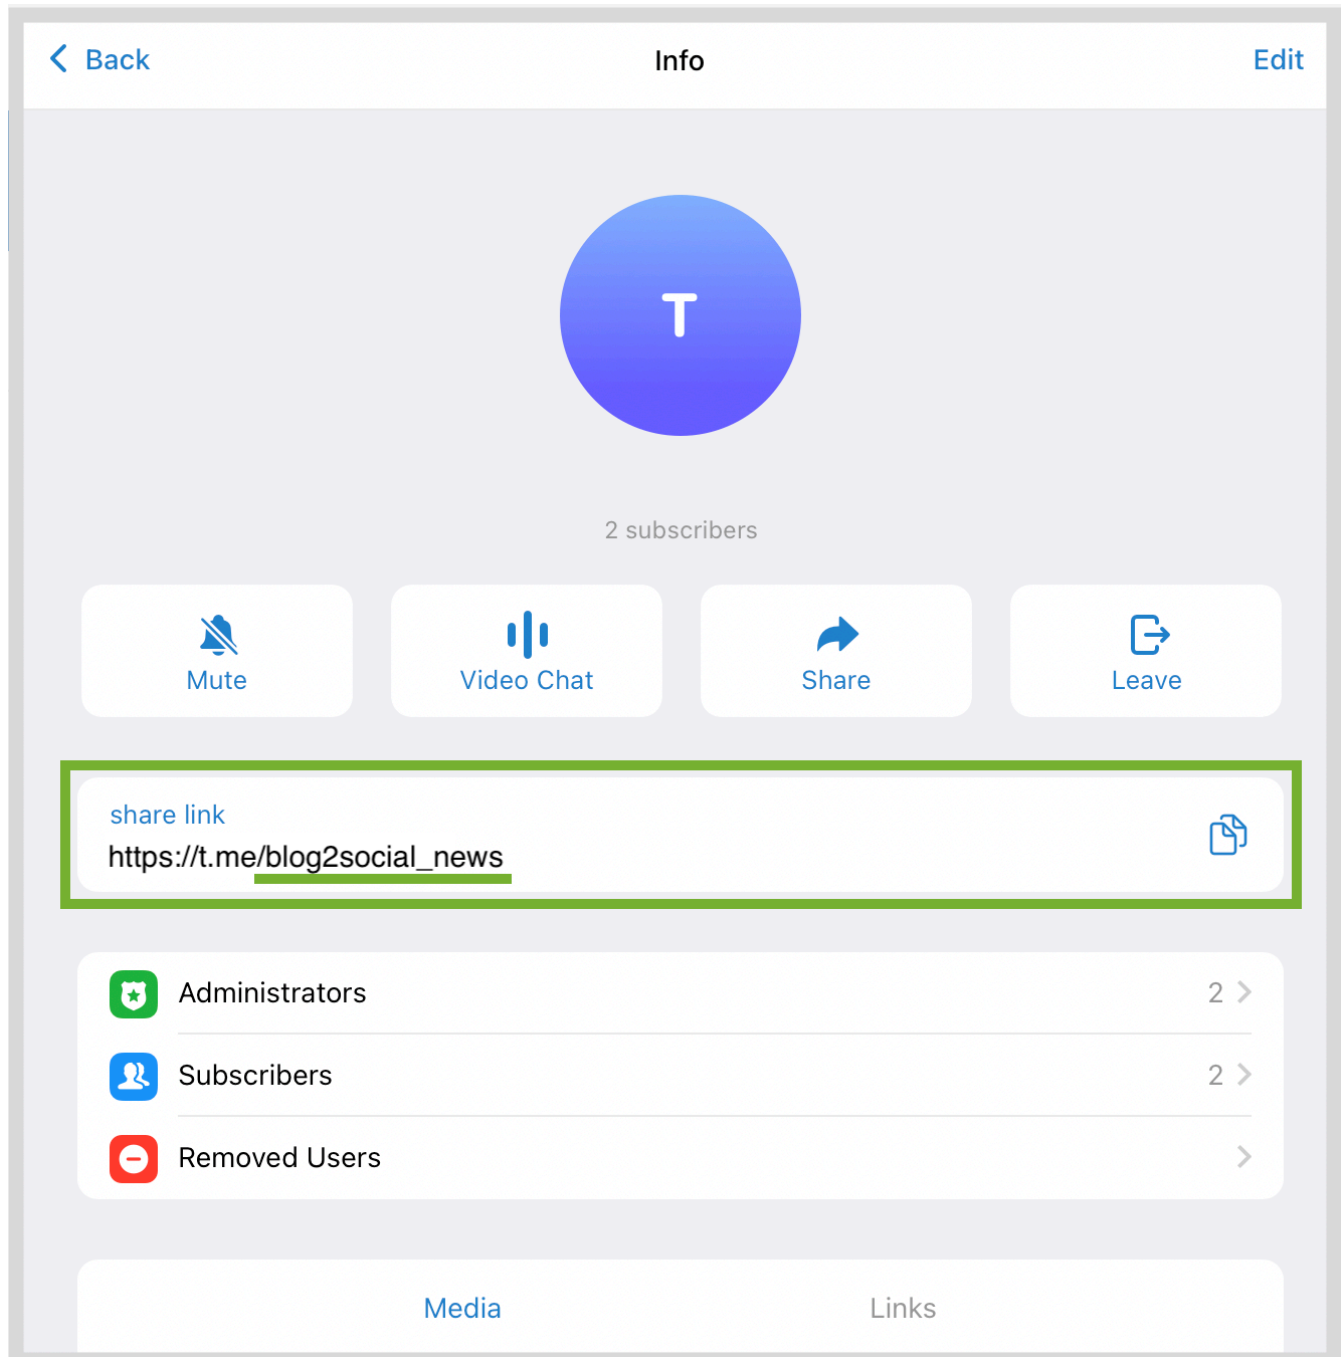 Back
Info
Edit
T
2 subscribers
Mute
Video Chat
Share
Leave
share link
https://t.me/blog2social_news
Administrators 2
Subscribers 2
Removed Users
Media
Links